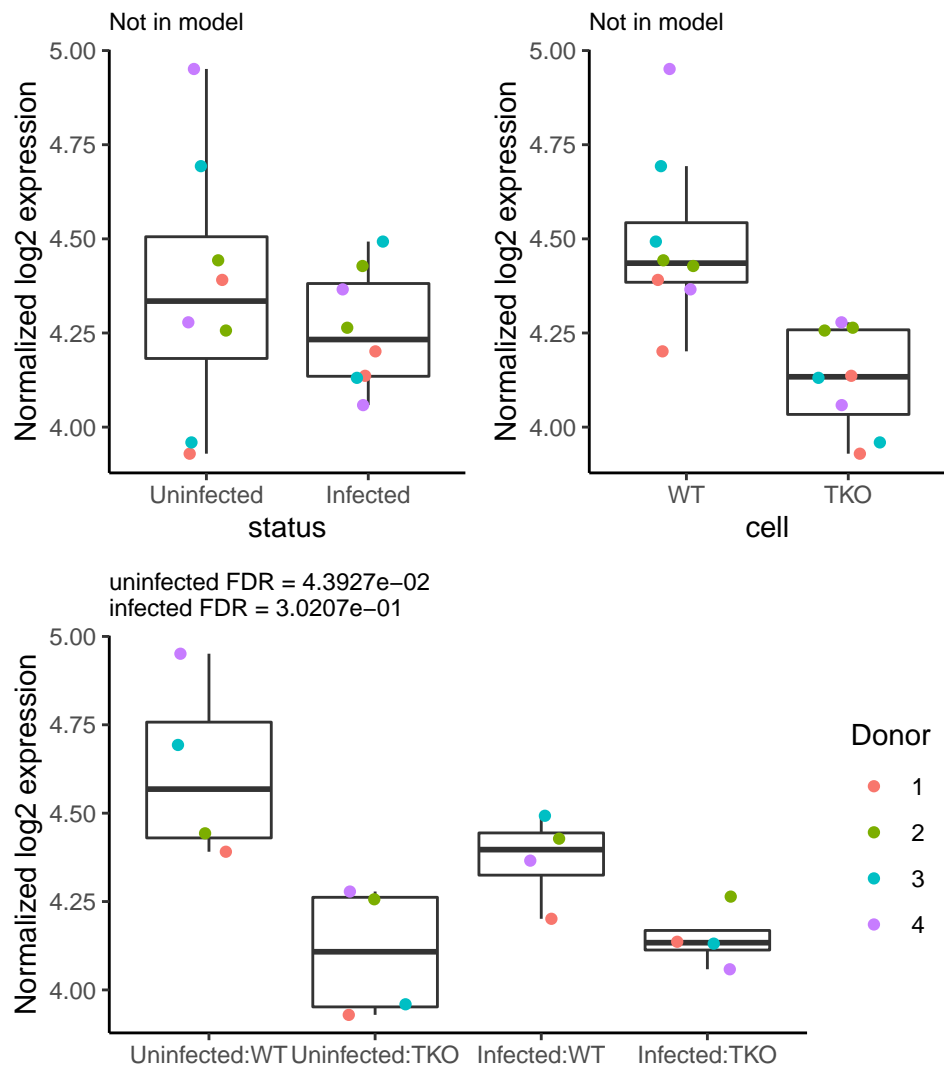 Not in model
Normalized log2 expression
5.00
4.75
4.50
4.25
4.00
Uninfected Infected
status
Not in model
Normalized log2 expression
5.00
4.75
4.50
4.25
4.00
WT TKO
cell
uninfected FDR = 4.3927e−02
infected FDR = 3.0207e−01
Normalized log2 expression
5.00
4.75
4.50
4.25
4.00
Uninfected:WT Uninfected:TKO Infected:WT Infected:TKO
Donor
1
2
3
4